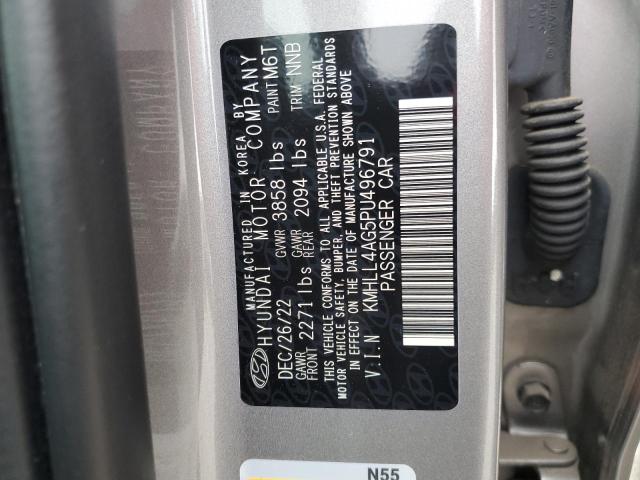 MANUFACTURED IN KOREA BY
HYUNDAI MOTOR COMPANY
DEC/26/22 GVWR 3858 lbs PAINT M6T
GAWR FRONT 2271 lbs GAWR REAR 2094 lbs TRIM NNB
THIS VEHICLE CONFORMS TO ALL APPLICABLE U.S.A. FEDERAL
MOTOR VEHICLE SAFETY, BUMPER, AND THEFT PREVENTION STANDARDS
IN EFFECT ON THE DATE OF MANUFACTURE SHOWN ABOVE.
V.I.N KMHLL4AG5PU496791
PASSENGER CAR
N55